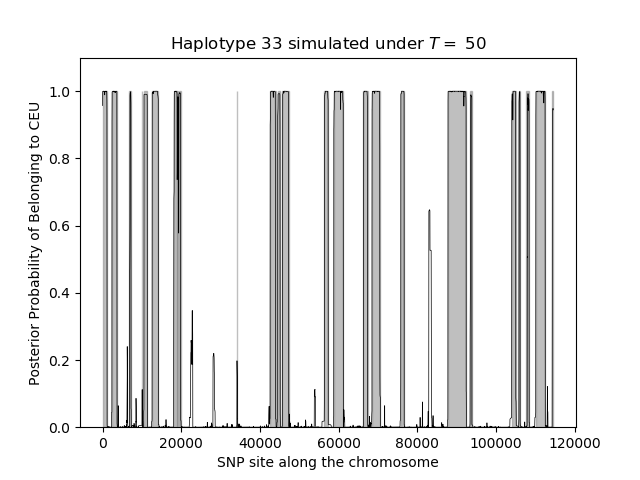 Haplotype 33 simulated under T = 50
Posterior Probability of Belonging to CEU
1.0
0.8
0.6
0.4
0.2
0.0
0 20000 40000 60000 80000 100000 120000
SNP site along the chromosome